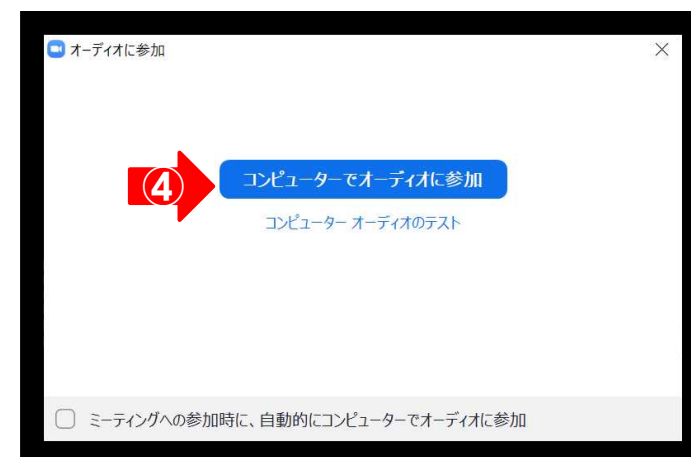 オーディオに参加
④
コンピューターでオーディオに参加
コンピューター オーディオのテスト
ミーティングへの参加時に、自動的にコンピューターでオーディオに参加